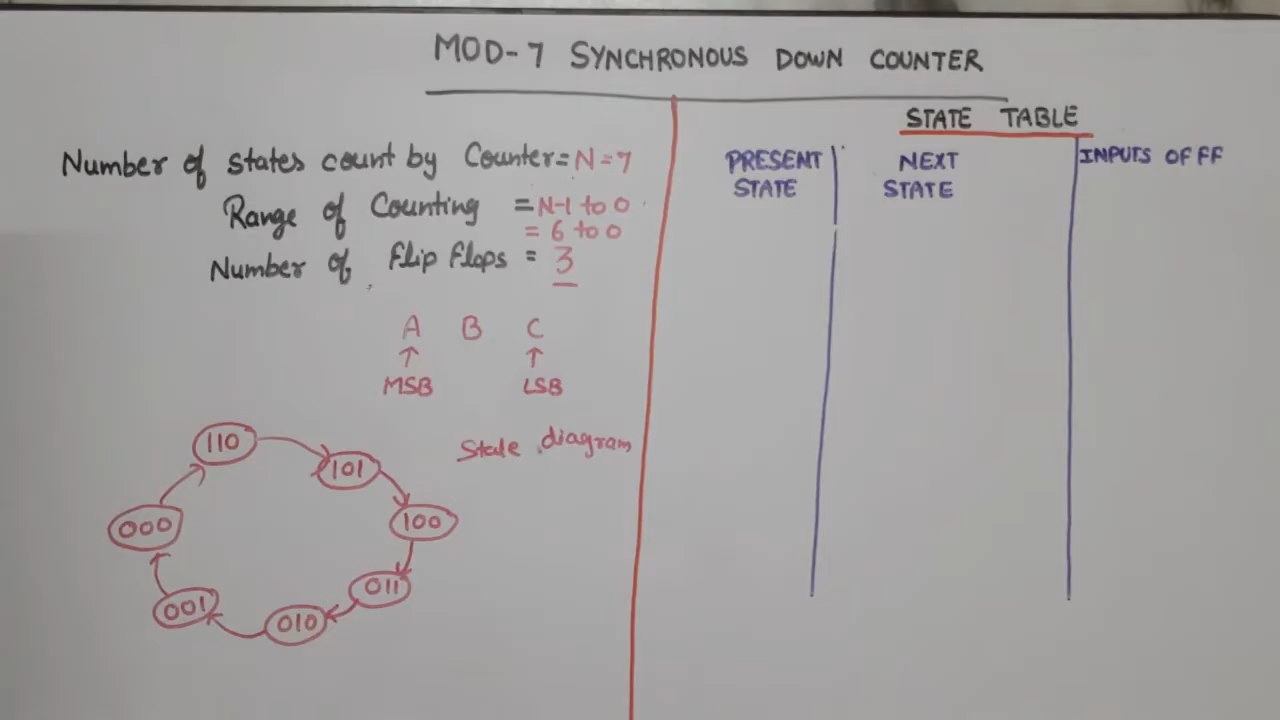 MOD-7 SYNCHRONOUS DOWN COUNTER
Number of states count by Counter = N = 7
Range of Counting = N-1 to 0
= 6 to 0
Number of Flip Flops = 3
A B C
↑ ↑
MSB LSB
State diagram
110
101
100
011
010
001
000
STATE TABLE
PRESENT STATE
NEXT STATE
INPUTS OF FF